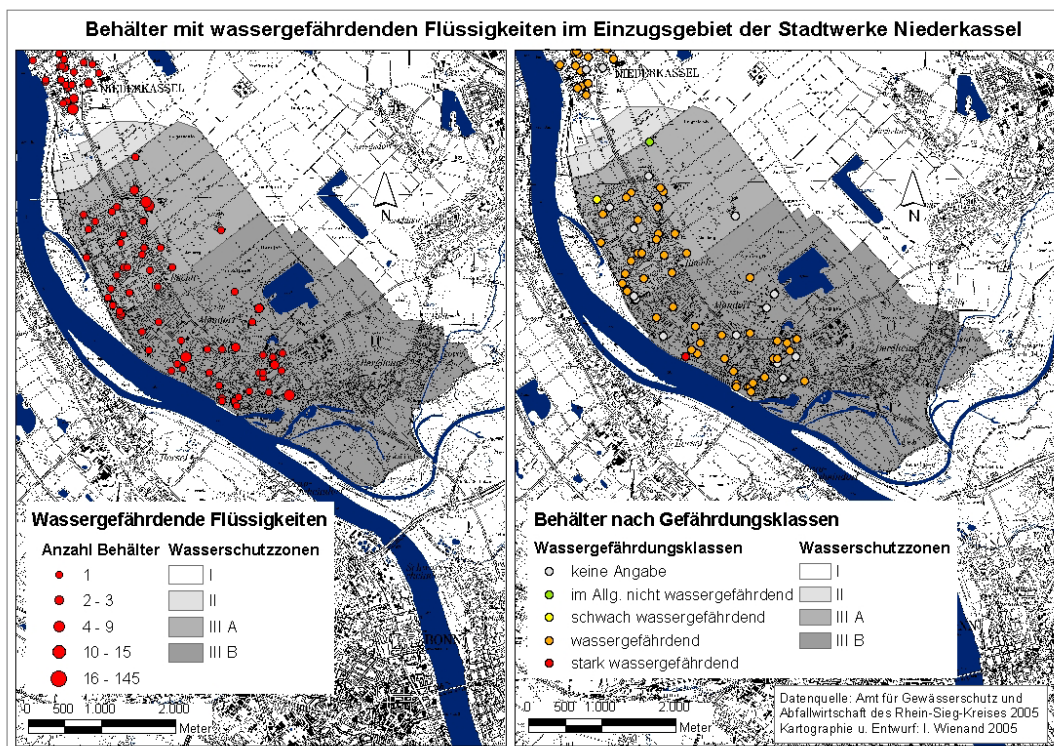 Behälter mit wassergefährdenden Flüssigkeiten im Einzugsgebiet der Stadtwerke Niederkassel
NIEDERKASSEL
N
Mondorf
BONN
Wassergefährdende Flüssigkeiten
Anzahl Behälter
1
2 - 3
4 - 9
10 - 15
16 - 145
Wasserschutzzonen
I
II
III A
III B
0 500 1.000 2.000
Meter
NIEDERKASSEL
N
Mondorf
Behälter nach Gefährdungsklassen
Wassergefährdungsklassen
keine Angabe
im Allg. nicht wassergefährdend
schwach wassergefährdend
wassergefährdend
stark wassergefährdend
Wasserschutzzonen
I
II
III A
III B
0 500 1.000 2.000
Meter
Datenquelle: Amt für Gewässerschutz und
Abfallwirtschaft des Rhein-Sieg-Kreises 2005
Kartographie u. Entwurf: I. Wienand 2005